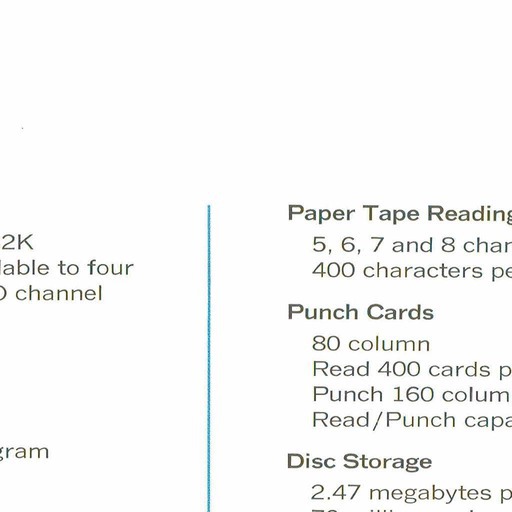 2K
lable to four
O channel
gram
Paper Tape Reading
5, 6, 7 and 8 char
400 characters pe
Punch Cards
80 column
Read 400 cards p
Punch 160 colum
Read/Punch capa
Disc Storage
2.47 megabytes p